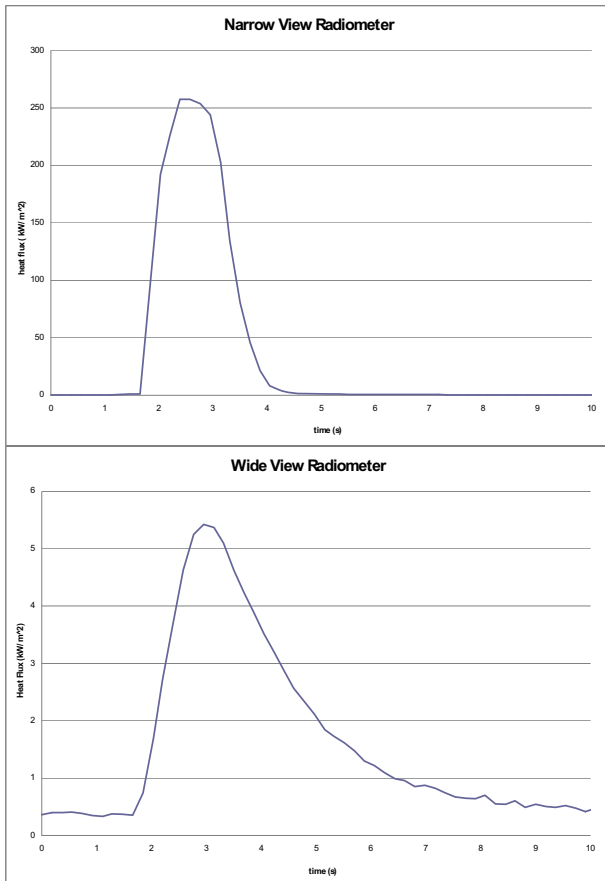 Narrow View Radiometer
300
250
200
150
100
50
0
heat flux ( kW/ m^2)
0 1 2 3 4 5 6 7 8 9 10
time (s)
Wide View Radiometer
6
5
4
3
2
1
0
Heat Flux (kW/ m^2)
0 1 2 3 4 5 6 7 8 9 10
time (s)